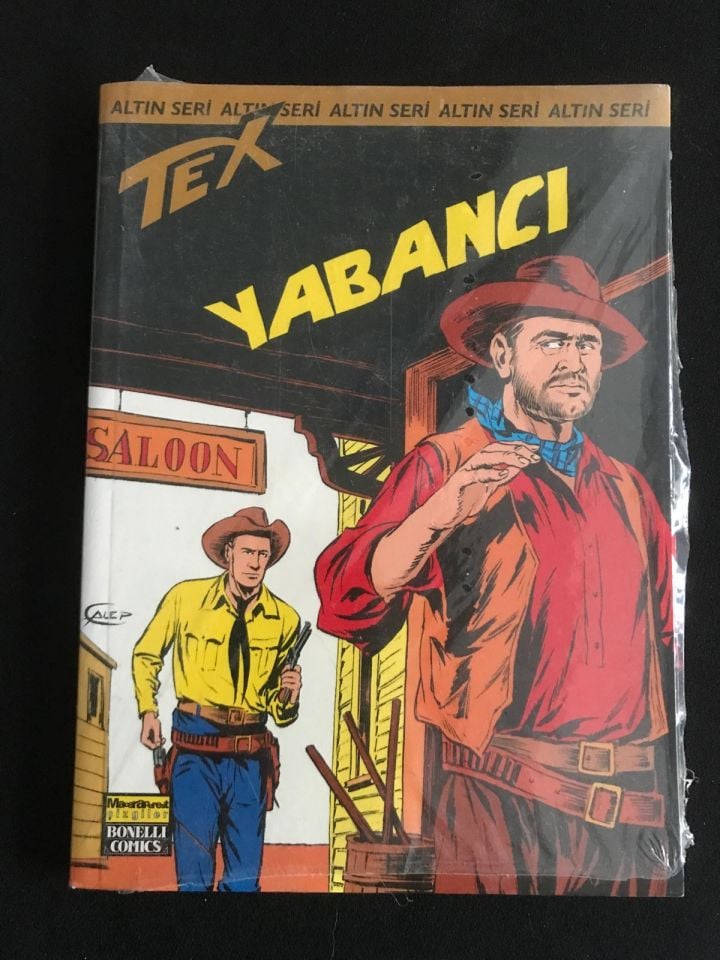 ALTIN SERİ ALTIN SERİ ALTIN SERİ ALTIN SERİ ALTIN SERİ
TEX
YABANCI
SALOON
GALEP
MaceraPerest
çizgiler
BONELLI
COMICS